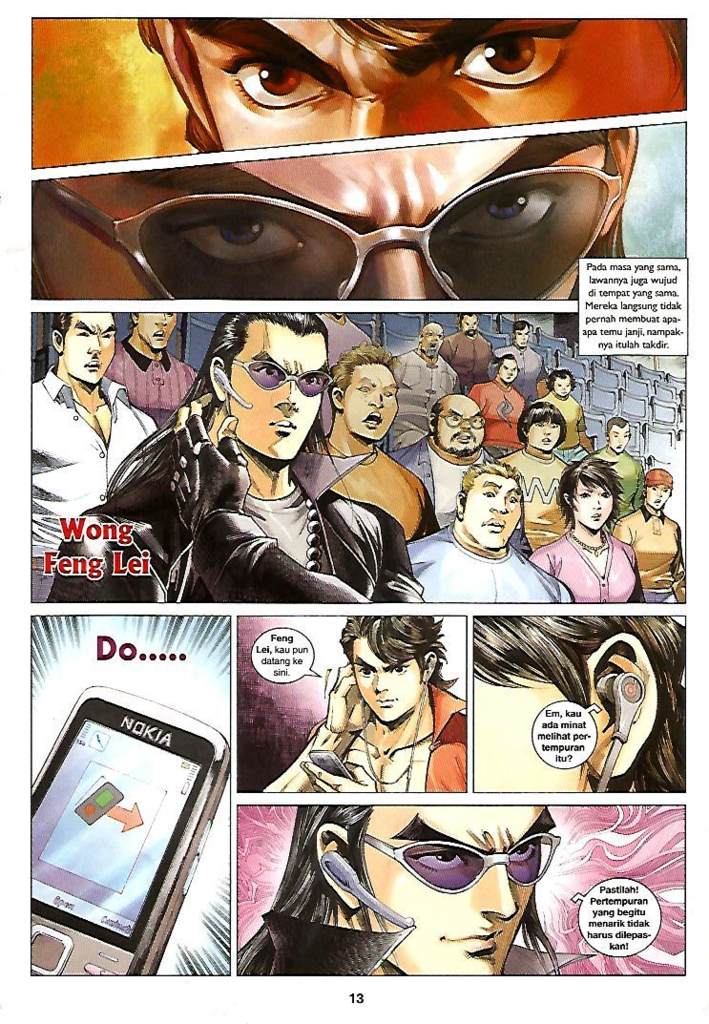 Pada masa yang sama,
lawannya juga wujud
di tempat yang sama.
Mereka langsung tidak
pernah membuat apa-
apa temu janji, nampak-
nya itulah takdir.
Wong
Feng Lei
Do.....
NOKIA
Open
Feng
Lei, kau pun
datang ke
sini.
Em, kau
ada minat
melihat per-
tempuran
itu?
Pastilah!
Pertempuran
yang begitu
menarik tidak
harus dilepas-
kan!
13